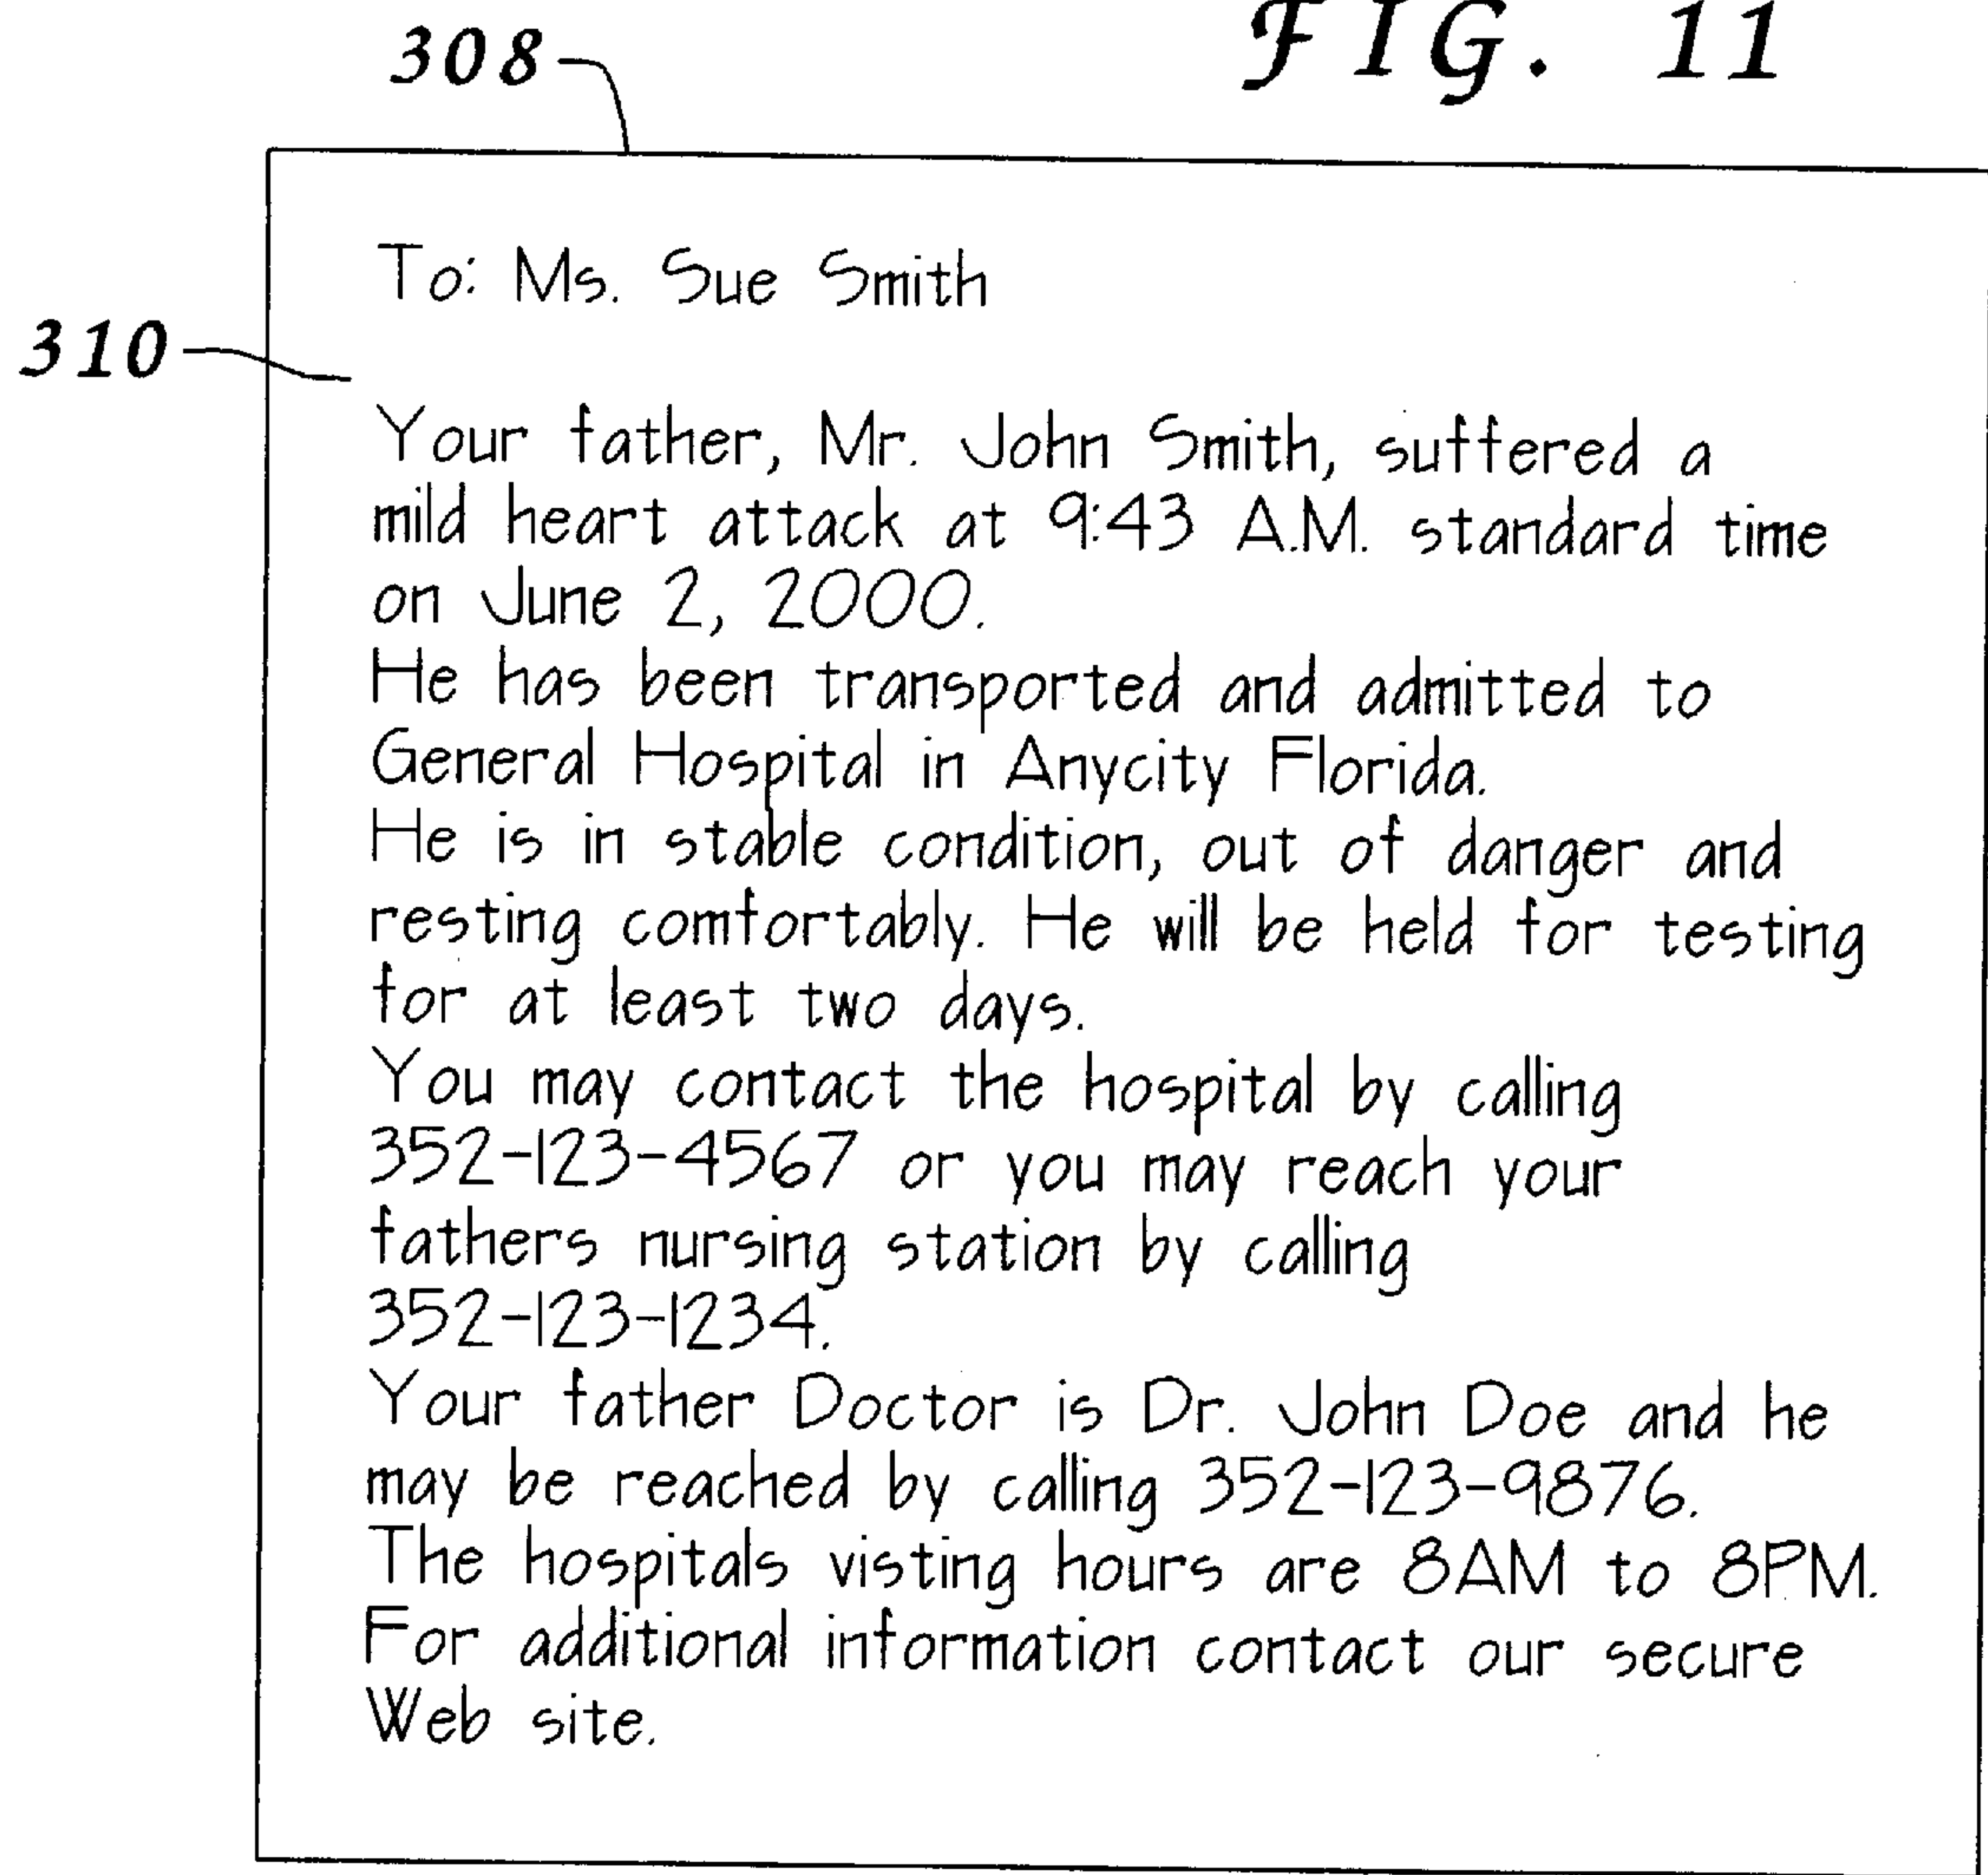 FIG. 11
308
To: Ms. Sue Smith
310
Your father, Mr. John Smith, suffered a
mild heart attack at 9:43 A.M. standard time
on June 2, 2000.
He has been transported and admitted to
General Hospital in Anycity Florida.
He is in stable condition, out of danger and
resting comfortably. He will be held for testing
for at least two days.
You may contact the hospital by calling
352-123-4567 or you may reach your
fathers nursing station by calling
352-123-1234.
Your father Doctor is Dr. John Doe and he
may be reached by calling 352-123-9876.
The hospitals visting hours are 8AM to 8PM.
For additional information contact our secure
Web site.